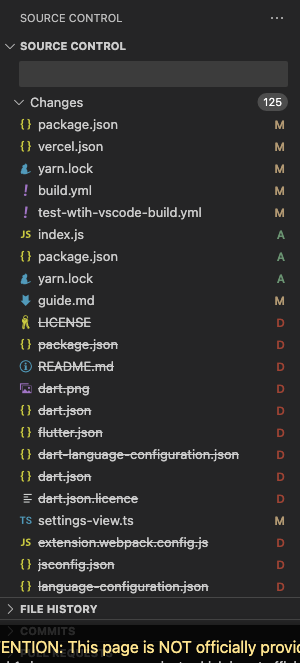 SOURCE CONTROL
SOURCE CONTROL
Changes 125
{} package.json M
{} vercel.json M
yarn.lock M
! build.yml M
! test-wtih-vscode-build.yml M
JS index.js A
{} package.json A
yarn.lock A
guide.md M
LICENSE D
{} package.json D
README.md D
dart.png D
{} dart.json D
{} flutter.json D
{} dart-language-configuration.json D
{} dart.json D
dart.json.licence D
TS settings-view.ts M
JS extension.webpack.config.js D
{} jsconfig.json D
{} language-configuration.json D
FILE HISTORY
COMMITS
ENTION: This page is NOT officially provi